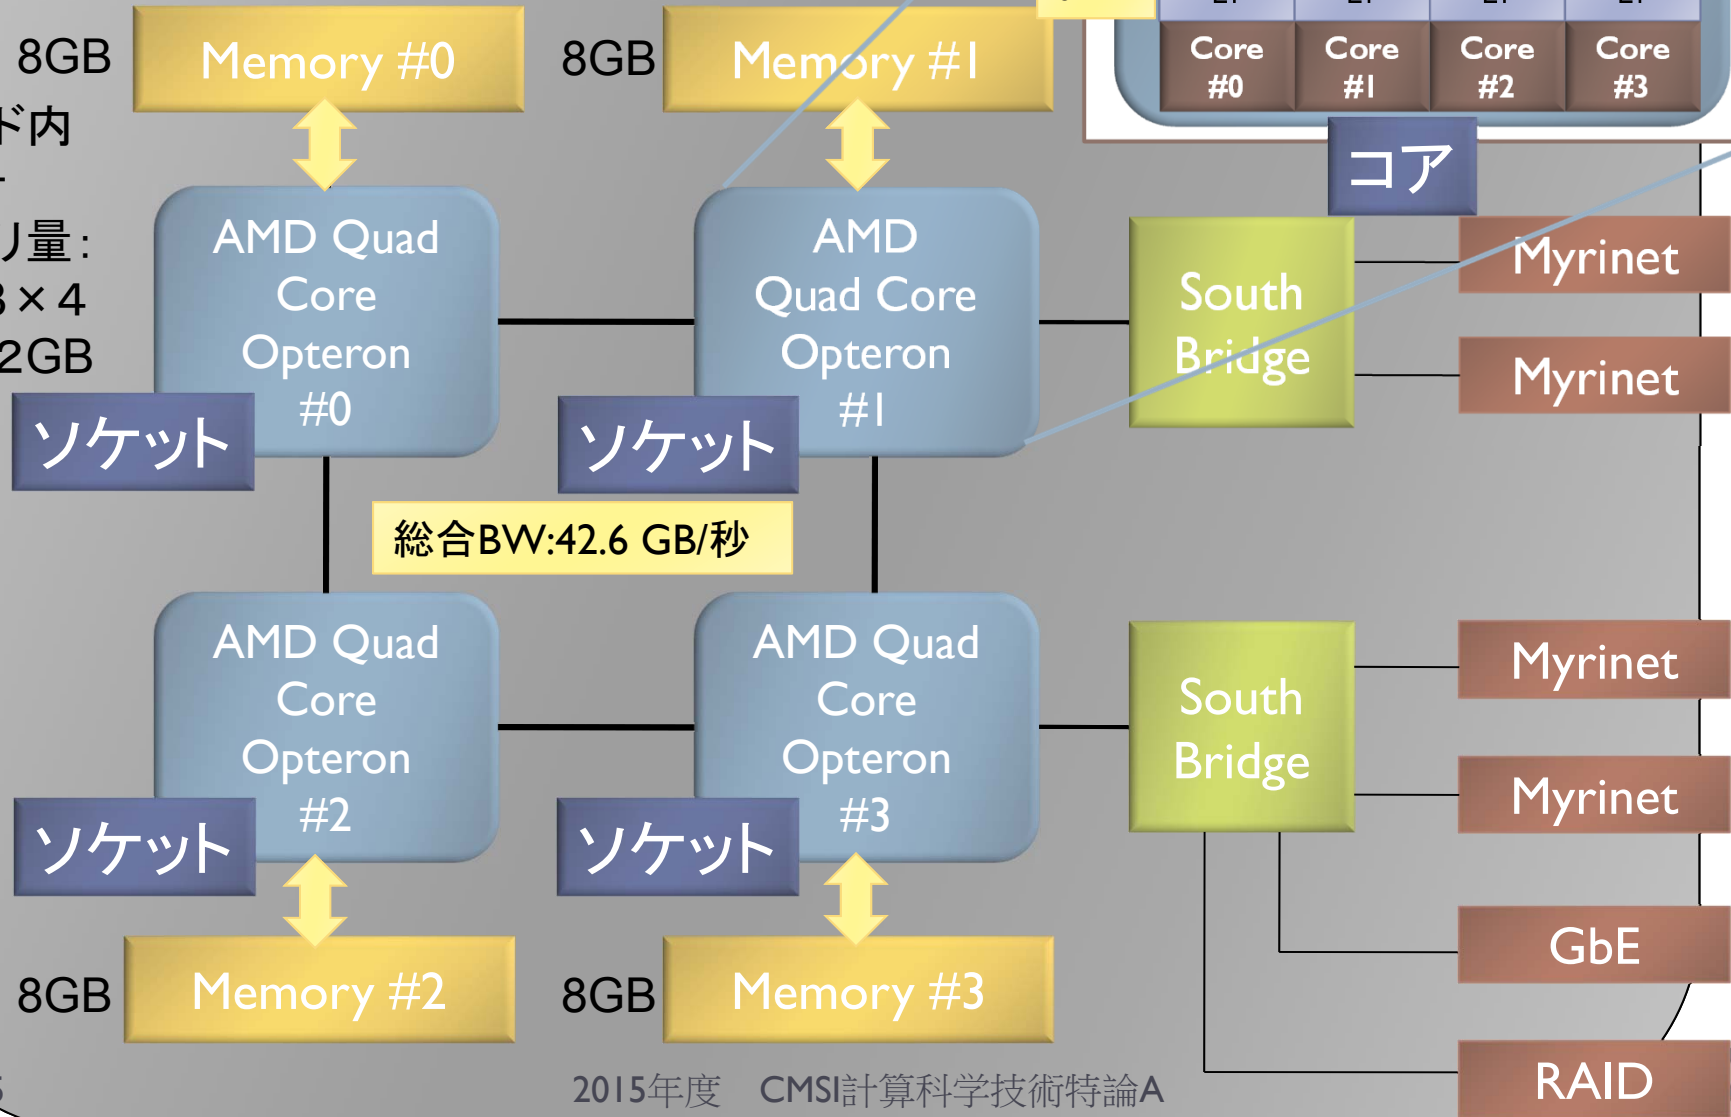 8GB
Memory #0
8GB
Memory #1
Core
#0
Core
#1
Core
#2
Core
#3
コア
ド内
リ量:
×4
2GB
AMD Quad
Core
Opteron
#0
ソケット
AMD
Quad Core
Opteron
#1
ソケット
South
Bridge
Myrinet
Myrinet
総合BW:42.6 GB/秒
AMD Quad
Core
Opteron
#2
ソケット
AMD Quad
Core
Opteron
#3
ソケット
South
Bridge
Myrinet
Myrinet
GbE
RAID
8GB
Memory #2
8GB
Memory #3
2015年度 CMSI計算科学技術特論A